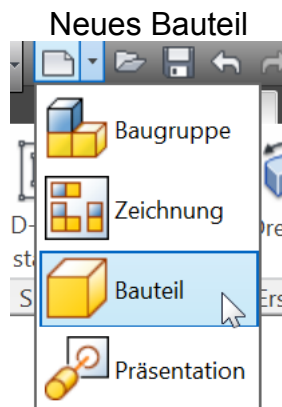 Neues Bauteil
Baugruppe
Zeichnung
Bauteil
Präsentation